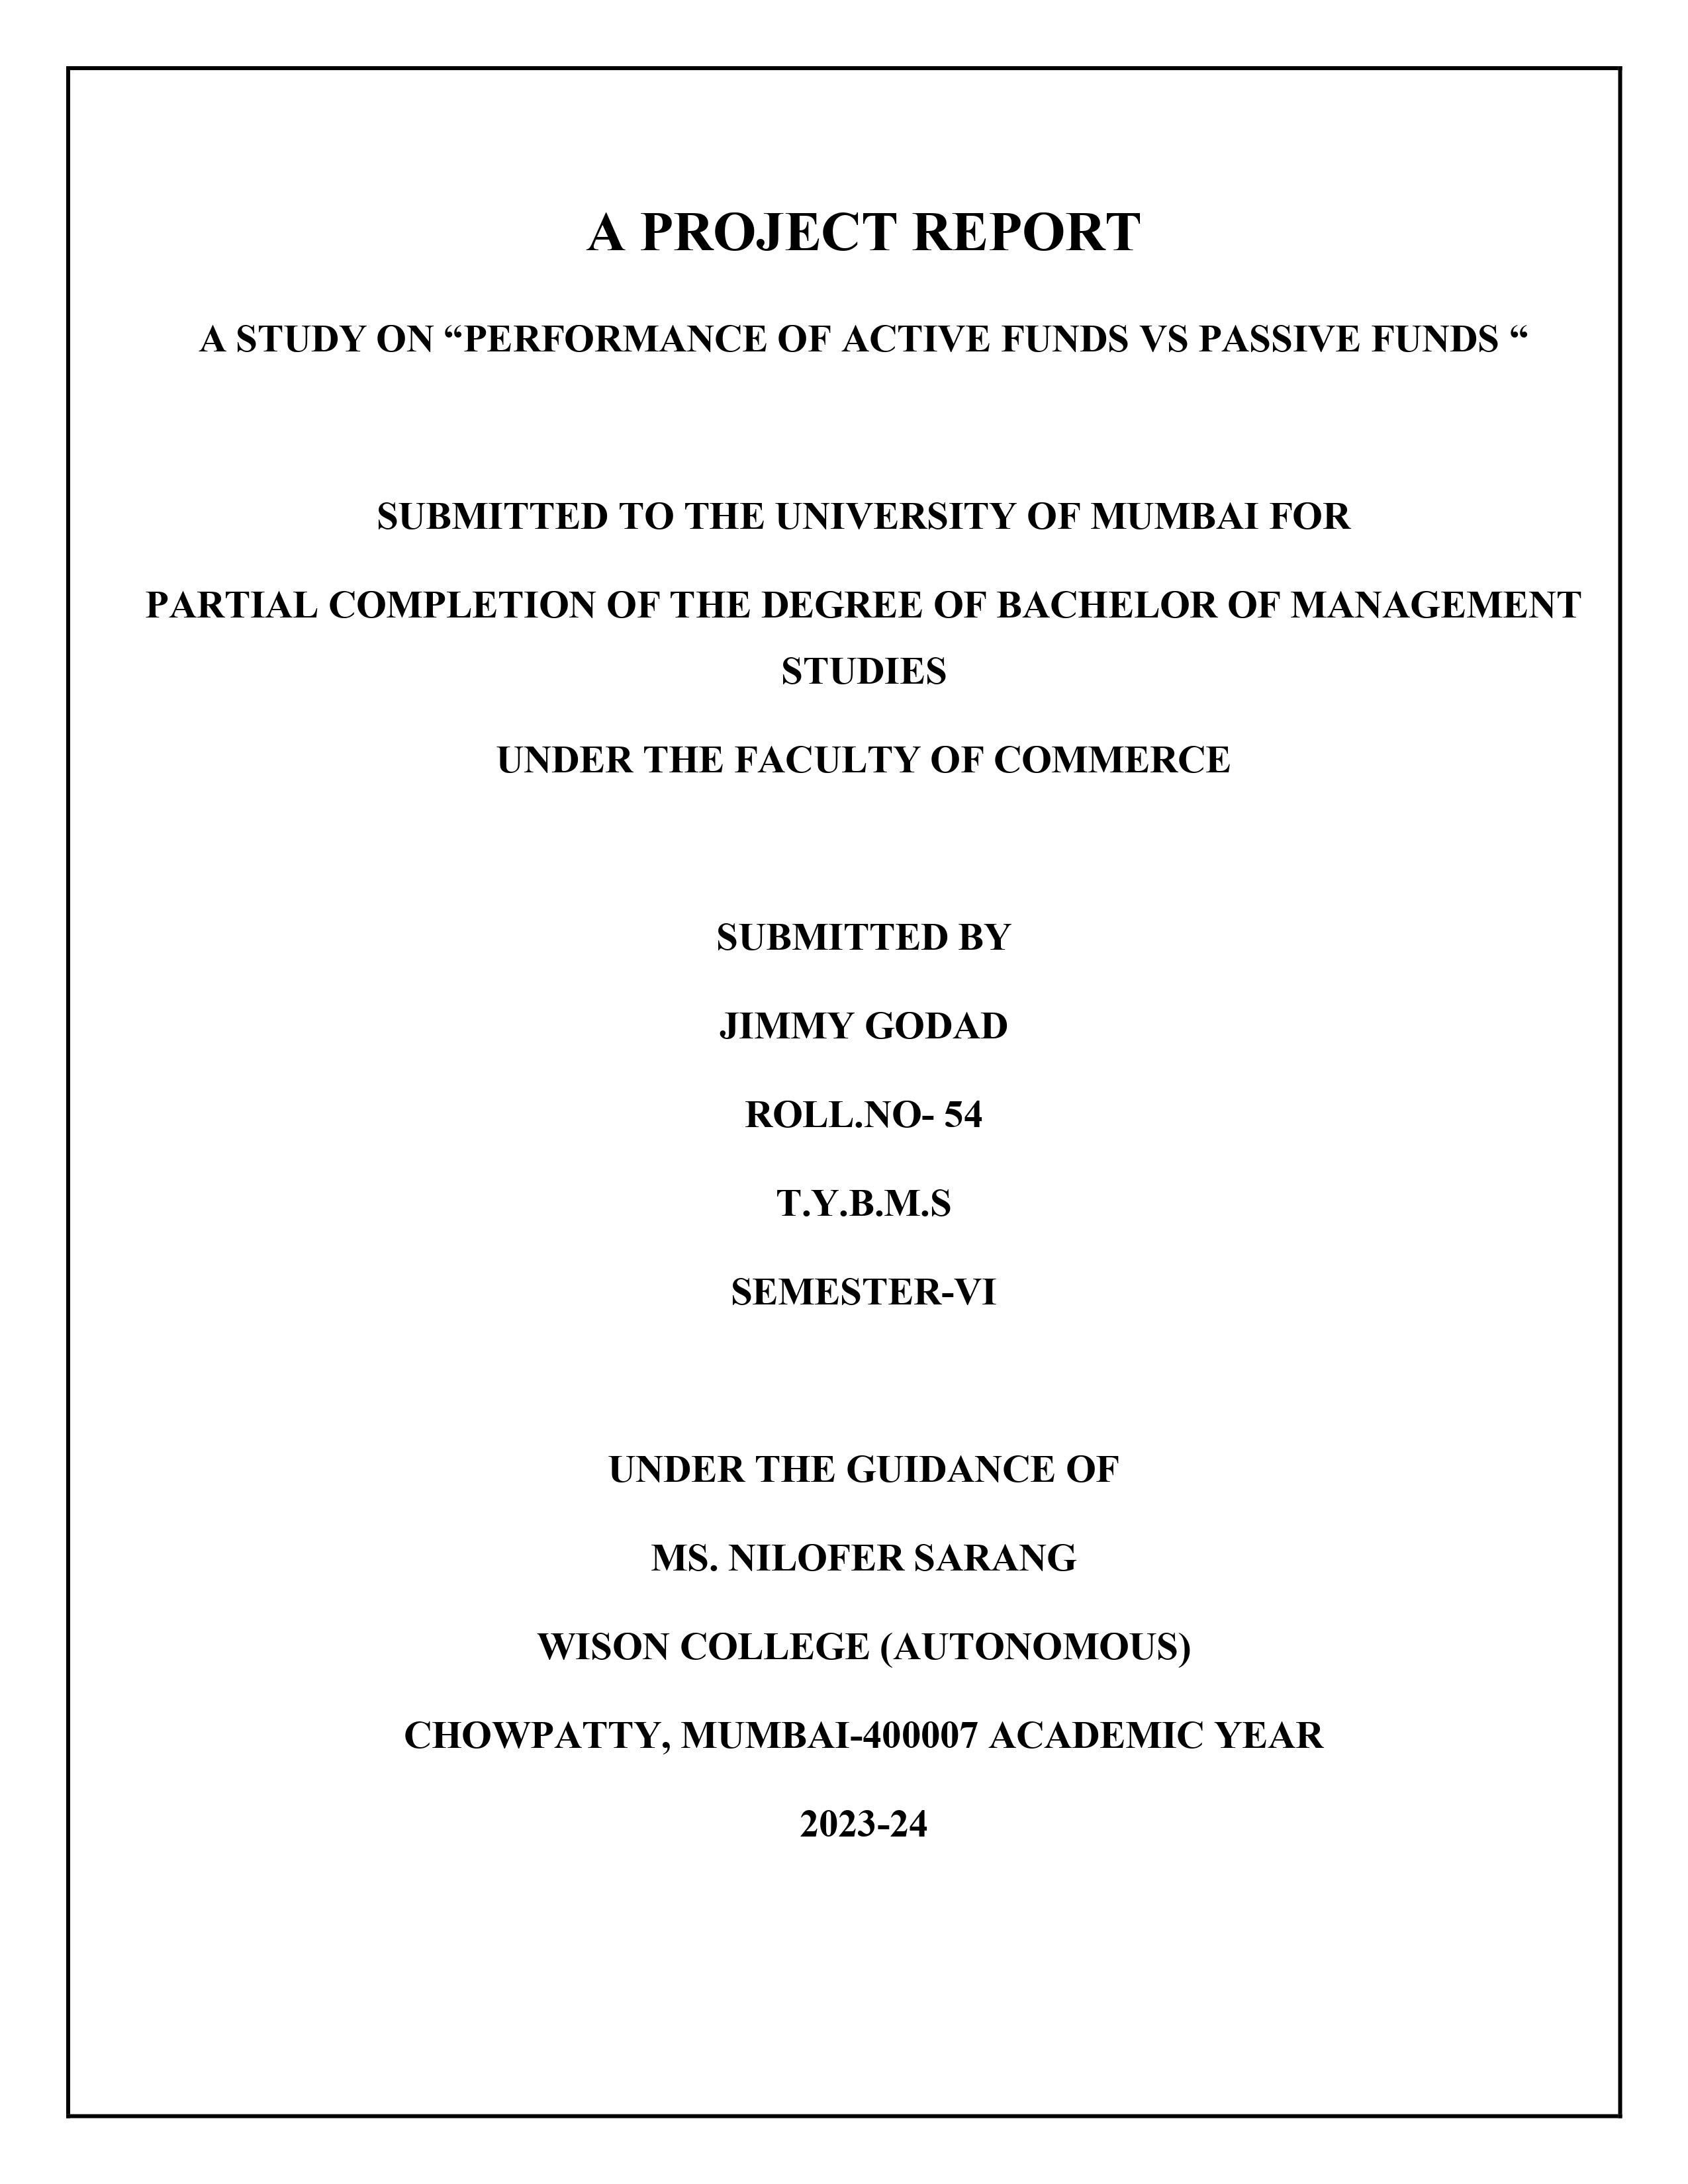 A PROJECT REPORT
A STUDY ON “PERFORMANCE OF ACTIVE FUNDS VS PASSIVE FUNDS “
SUBMITTED TO THE UNIVERSITY OF MUMBAI FOR
PARTIAL COMPLETION OF THE DEGREE OF BACHELOR OF MANAGEMENT
STUDIES
UNDER THE FACULTY OF COMMERCE
SUBMITTED BY
JIMMY GODAD
ROLL.NO- 54
T.Y.B.M.S
SEMESTER-VI
UNDER THE GUIDANCE OF
MS. NILOFER SARANG
WISON COLLEGE (AUTONOMOUS)
CHOWPATTY, MUMBAI-400007 ACADEMIC YEAR
2023-24